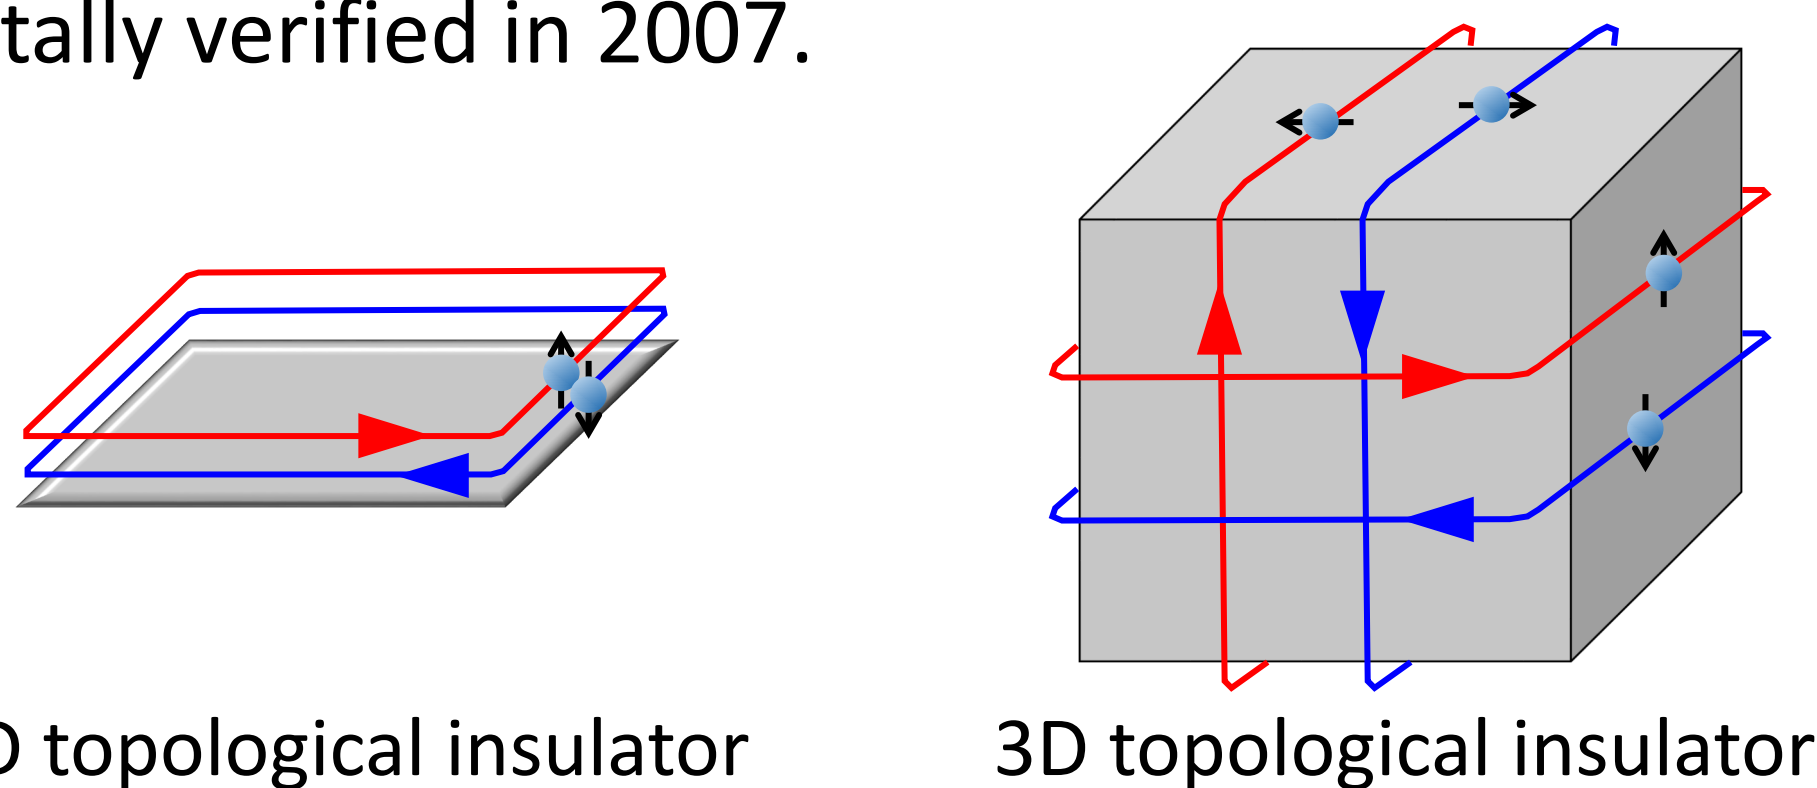 tally verified in 2007.
D topological insulator
3D topological insulator